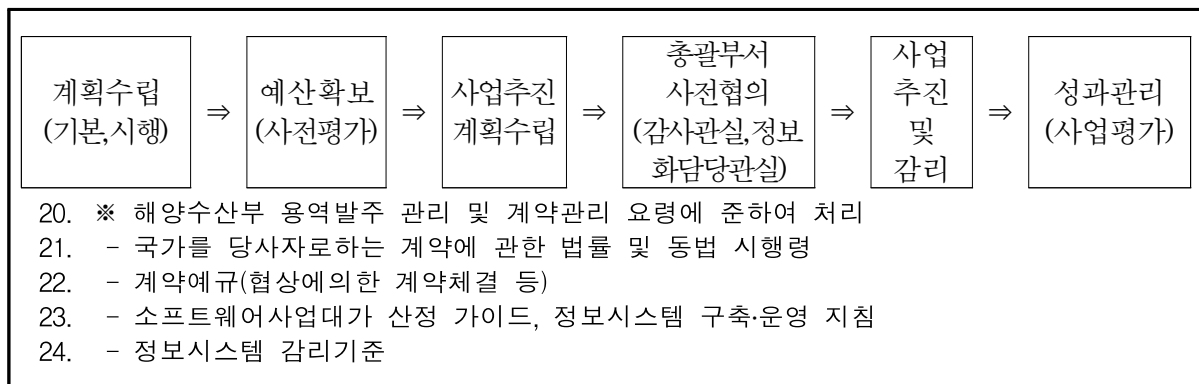 계획수립
(기본,시행)
⇒
예산확보
(사전평가)
⇒
사업추진
계획수립
⇒
총괄부서
사전협의
(감사관실,정보
화담당관실)
⇒
사업
추진
및
감리
⇒
성과관리
(사업평가)
20. ※ 해양수산부 용역발주 관리 및 계약관리 요령에 준하여 처리
21. - 국가를 당사자로하는 계약에 관한 법률 및 동법 시행령
22. - 계약예규(협상에의한 계약체결 등)
23. - 소프트웨어사업대가 산정 가이드, 정보시스템 구축·운영 지침
24. - 정보시스템 감리기준